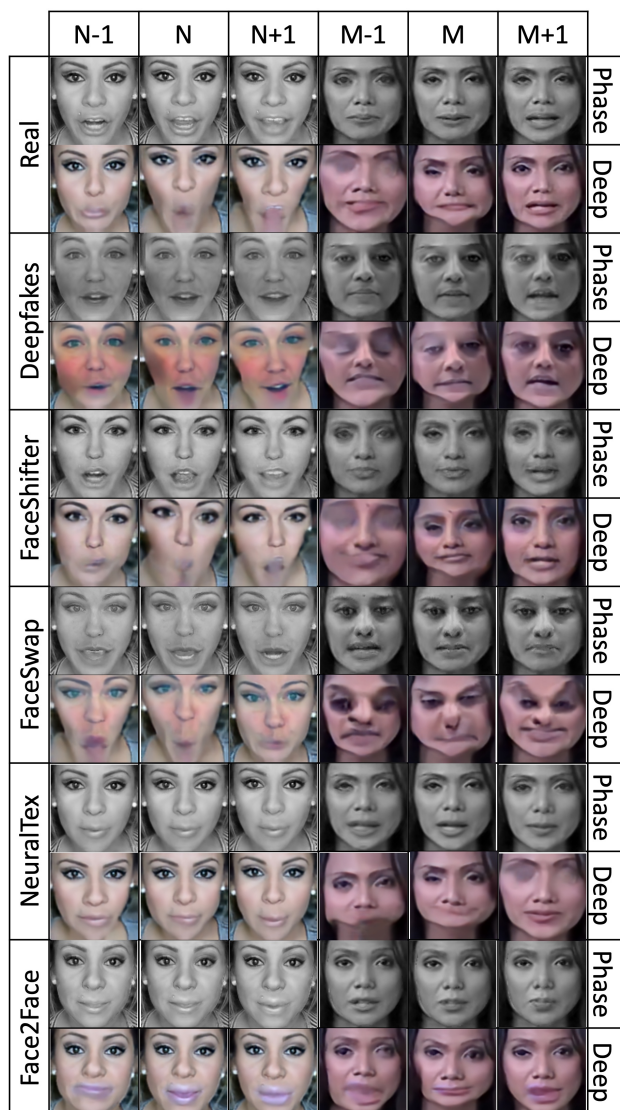 N-1 N N+1 M-1 M M+1
Real
Phase
Deep
Deepfakes
Phase
Deep
FaceShifter
Phase
Deep
FaceSwap
Phase
Deep
NeuralTex
Phase
Deep
Face2Face
Phase
Deep